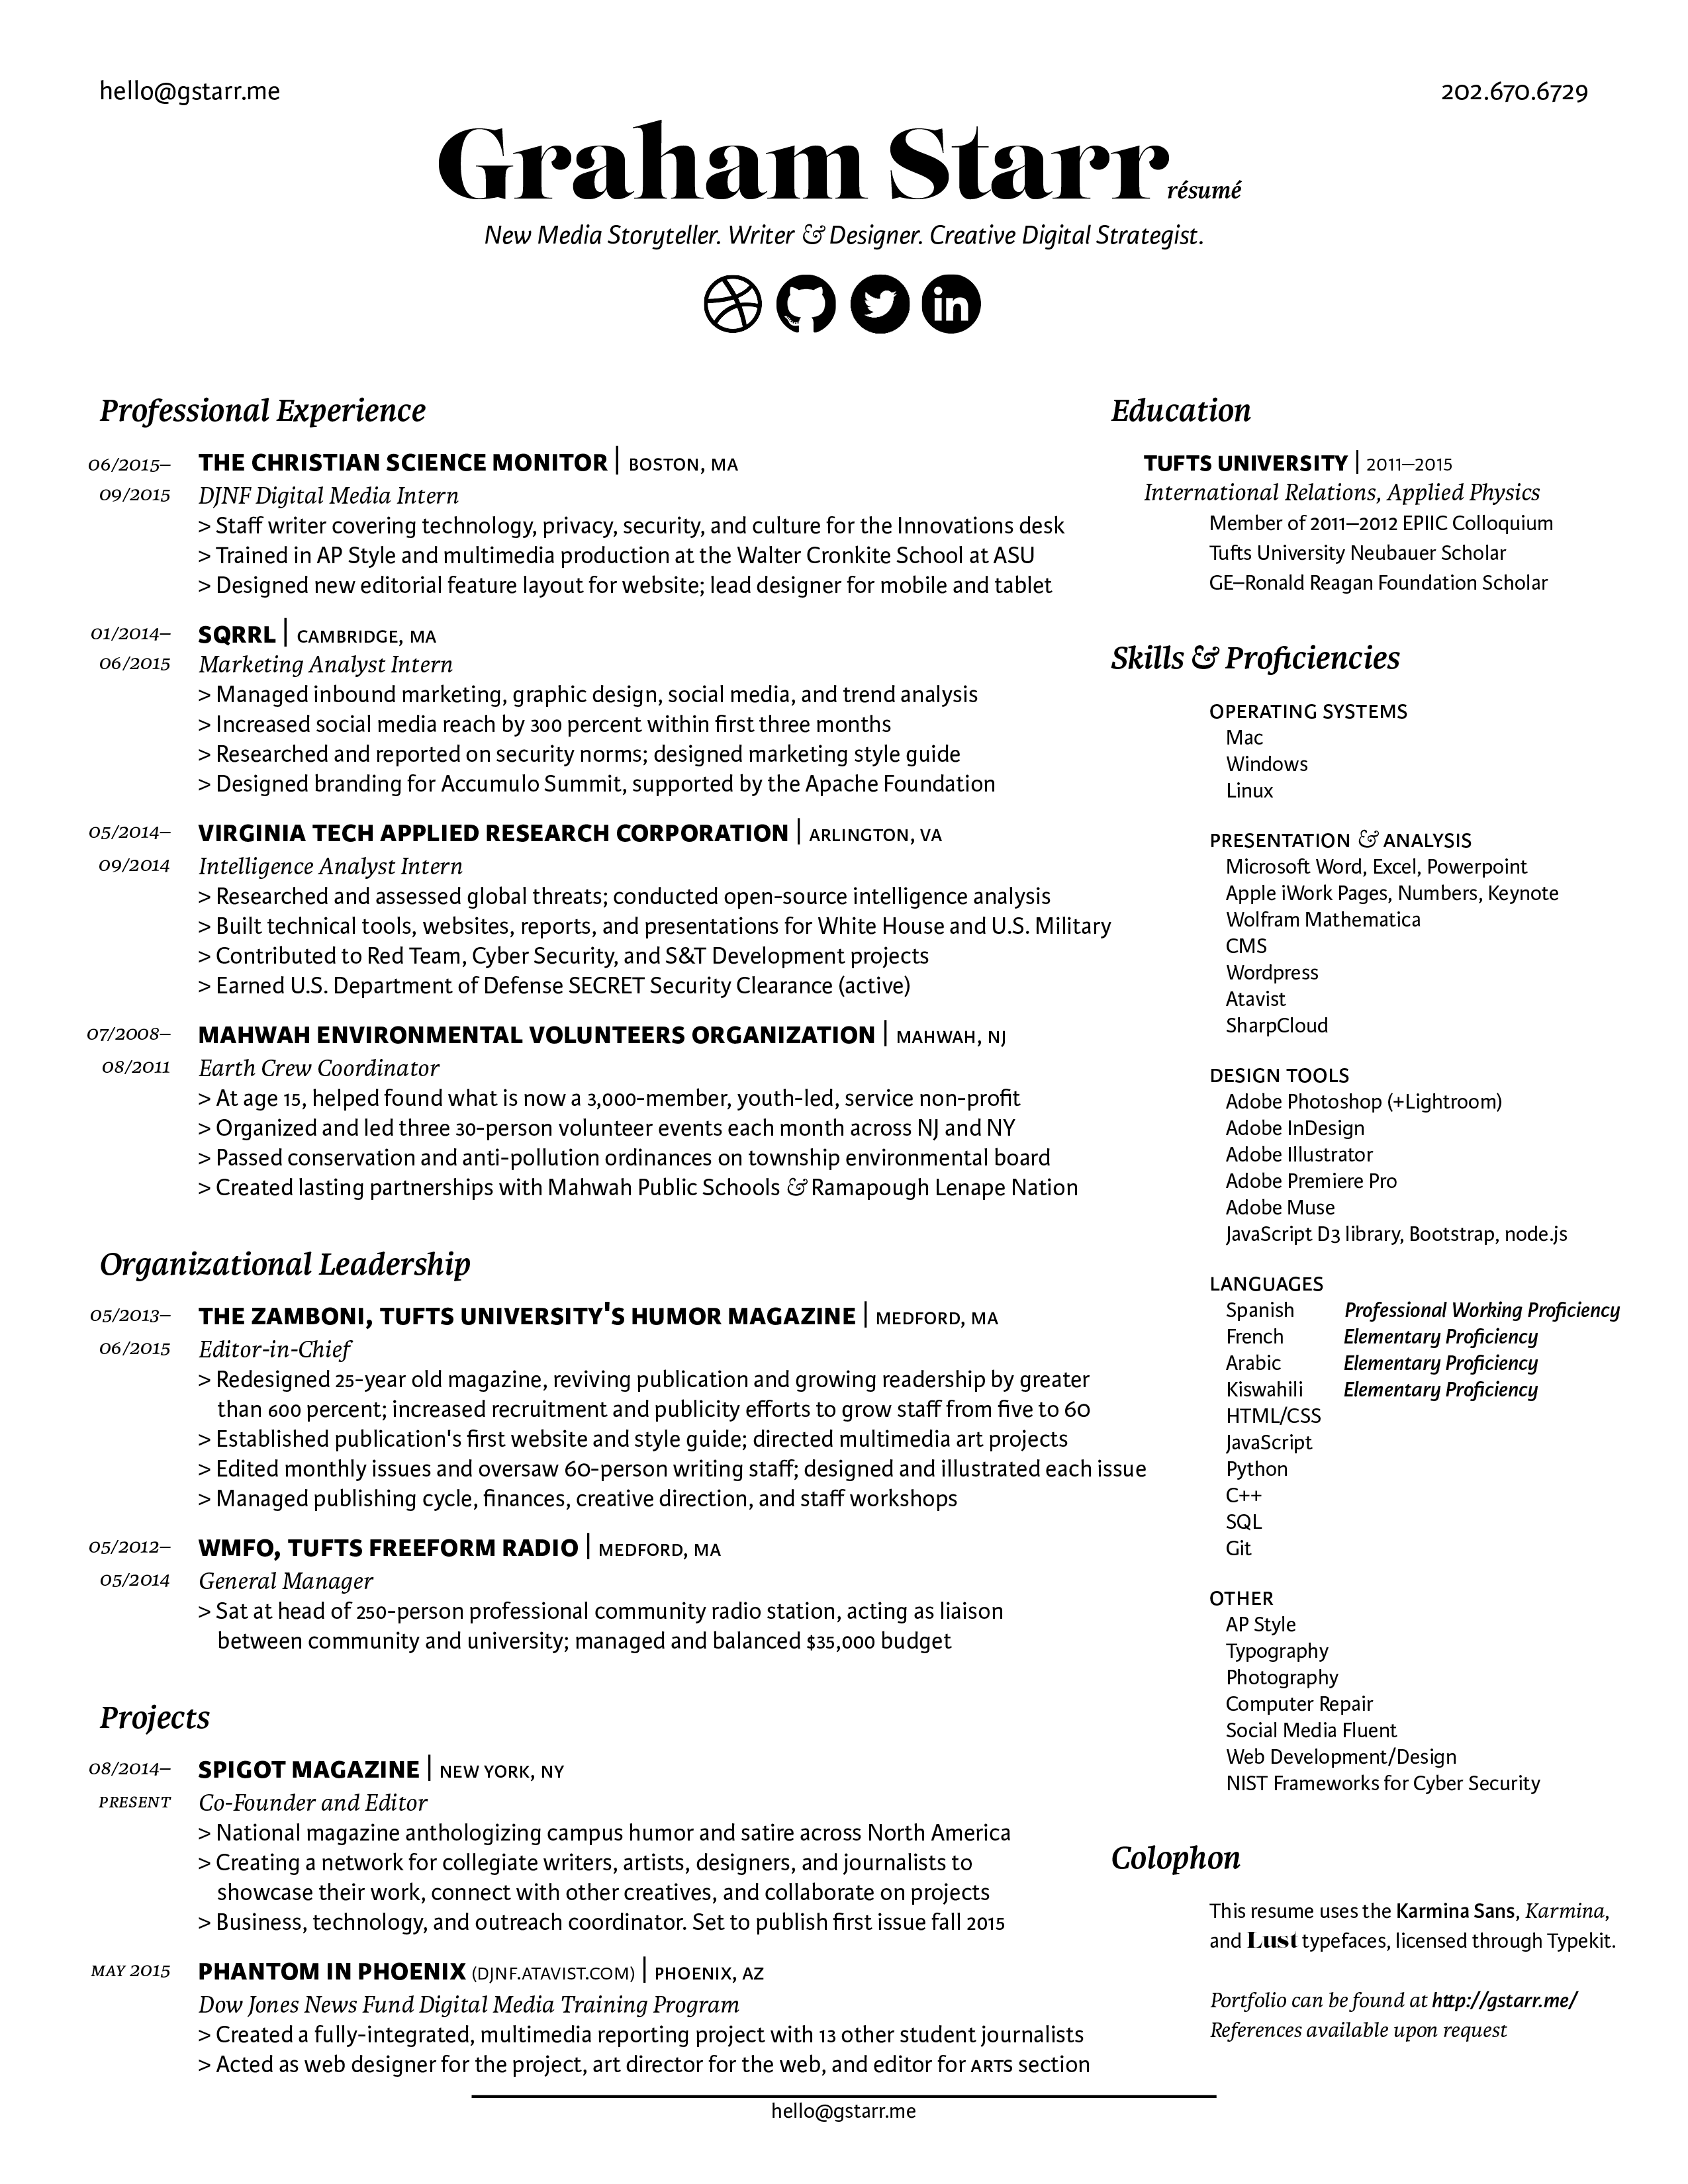 hello@gstarr.me
202.670.6729
Graham Starr résumé
New Media Storyteller. Writer & Designer. Creative Digital Strategist.
in
Professional Experience
06/2015–
09/2015
THE CHRISTIAN SCIENCE MONITOR | BOSTON, MA
DJNF Digital Media Intern
> Staff writer covering technology, privacy, security, and culture for the Innovations desk
> Trained in AP Style and multimedia production at the Walter Cronkite School at ASU
> Designed new editorial feature layout for website; lead designer for mobile and tablet
01/2014–
06/2015
SQRRL | CAMBRIDGE, MA
Marketing Analyst Intern
> Managed inbound marketing, graphic design, social media, and trend analysis
> Increased social media reach by 300 percent within first three months
> Researched and reported on security norms; designed marketing style guide
> Designed branding for Accumulo Summit, supported by the Apache Foundation
05/2014–
09/2014
VIRGINIA TECH APPLIED RESEARCH CORPORATION | ARLINGTON, VA
Intelligence Analyst Intern
> Researched and assessed global threats; conducted open-source intelligence analysis
> Built technical tools, websites, reports, and presentations for White House and U.S. Military
> Contributed to Red Team, Cyber Security, and S&T Development projects
> Earned U.S. Department of Defense SECRET Security Clearance (active)
07/2008–
08/2011
MAHWAH ENVIRONMENTAL VOLUNTEERS ORGANIZATION | MAHWAH, NJ
Earth Crew Coordinator
> At age 15, helped found what is now a 3,000-member, youth-led, service non-profit
> Organized and led three 30-person volunteer events each month across NJ and NY
> Passed conservation and anti-pollution ordinances on township environmental board
> Created lasting partnerships with Mahwah Public Schools & Ramapough Lenape Nation
Organizational Leadership
05/2013–
06/2015
THE ZAMBONI, TUFTS UNIVERSITY'S HUMOR MAGAZINE | MEDFORD, MA
Editor-in-Chief
> Redesigned 25-year old magazine, reviving publication and growing readership by greater
than 600 percent; increased recruitment and publicity efforts to grow staff from five to 60
> Established publication's first website and style guide; directed multimedia art projects
> Edited monthly issues and oversaw 60-person writing staff; designed and illustrated each issue
> Managed publishing cycle, finances, creative direction, and staff workshops
05/2012–
05/2014
WMFO, TUFTS FREEFORM RADIO | MEDFORD, MA
General Manager
> Sat at head of 250-person professional community radio station, acting as liaison
between community and university; managed and balanced $35,000 budget
Projects
08/2014–
PRESENT
SPIGOT MAGAZINE | NEW YORK, NY
Co-Founder and Editor
> National magazine anthologizing campus humor and satire across North America
> Creating a network for collegiate writers, artists, designers, and journalists to
showcase their work, connect with other creatives, and collaborate on projects
> Business, technology, and outreach coordinator. Set to publish first issue fall 2015
MAY 2015
PHANTOM IN PHOENIX (DJNF.ATAVIST.COM) | PHOENIX, AZ
Dow Jones News Fund Digital Media Training Program
> Created a fully-integrated, multimedia reporting project with 13 other student journalists
> Acted as web designer for the project, art director for the web, and editor for ARTS section
Education
TUFTS UNIVERSITY | 2011–2015
International Relations, Applied Physics
Member of 2011–2012 EPIIC Colloquium
Tufts University Neubauer Scholar
GE–Ronald Reagan Foundation Scholar
Skills & Proficiencies
OPERATING SYSTEMS
Mac
Windows
Linux
PRESENTATION & ANALYSIS
Microsoft Word, Excel, Powerpoint
Apple iWork Pages, Numbers, Keynote
Wolfram Mathematica
CMS
Wordpress
Atavist
SharpCloud
DESIGN TOOLS
Adobe Photoshop (+Lightroom)
Adobe InDesign
Adobe Illustrator
Adobe Premiere Pro
Adobe Muse
JavaScript D3 library, Bootstrap, node.js
LANGUAGES
Spanish Professional Working Proficiency
French Elementary Proficiency
Arabic Elementary Proficiency
Kiswahili Elementary Proficiency
HTML/CSS
JavaScript
Python
C++
SQL
Git
OTHER
AP Style
Typography
Photography
Computer Repair
Social Media Fluent
Web Development/Design
NIST Frameworks for Cyber Security
Colophon
This resume uses the Karmina Sans, Karmina,
and Lust typefaces, licensed through Typekit.
Portfolio can be found at http://gstarr.me/
References available upon request
hello@gstarr.me